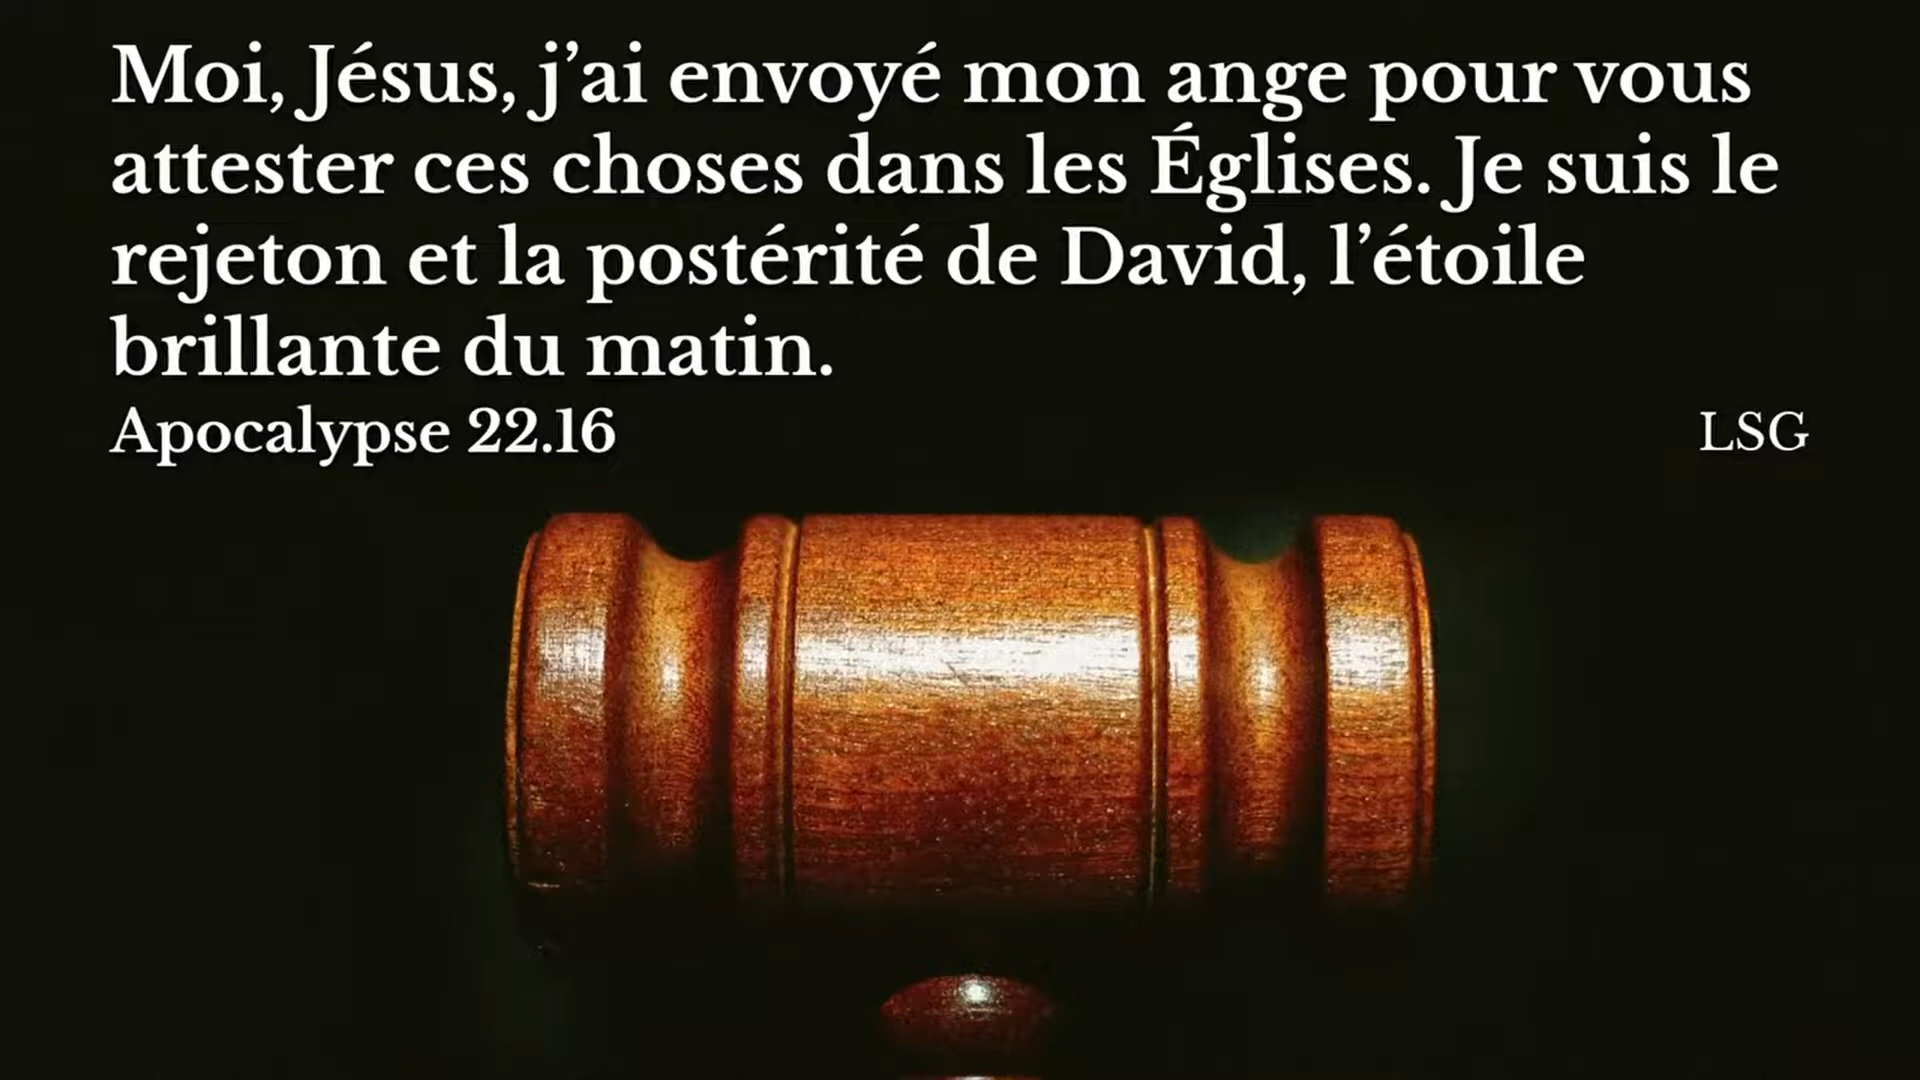 Moi, Jésus, j’ai envoyé mon ange pour vous
attester ces choses dans les Églises. Je suis le
rejeton et la postérité de David, l’étoile
brillante du matin.
Apocalypse 22.16
LSG